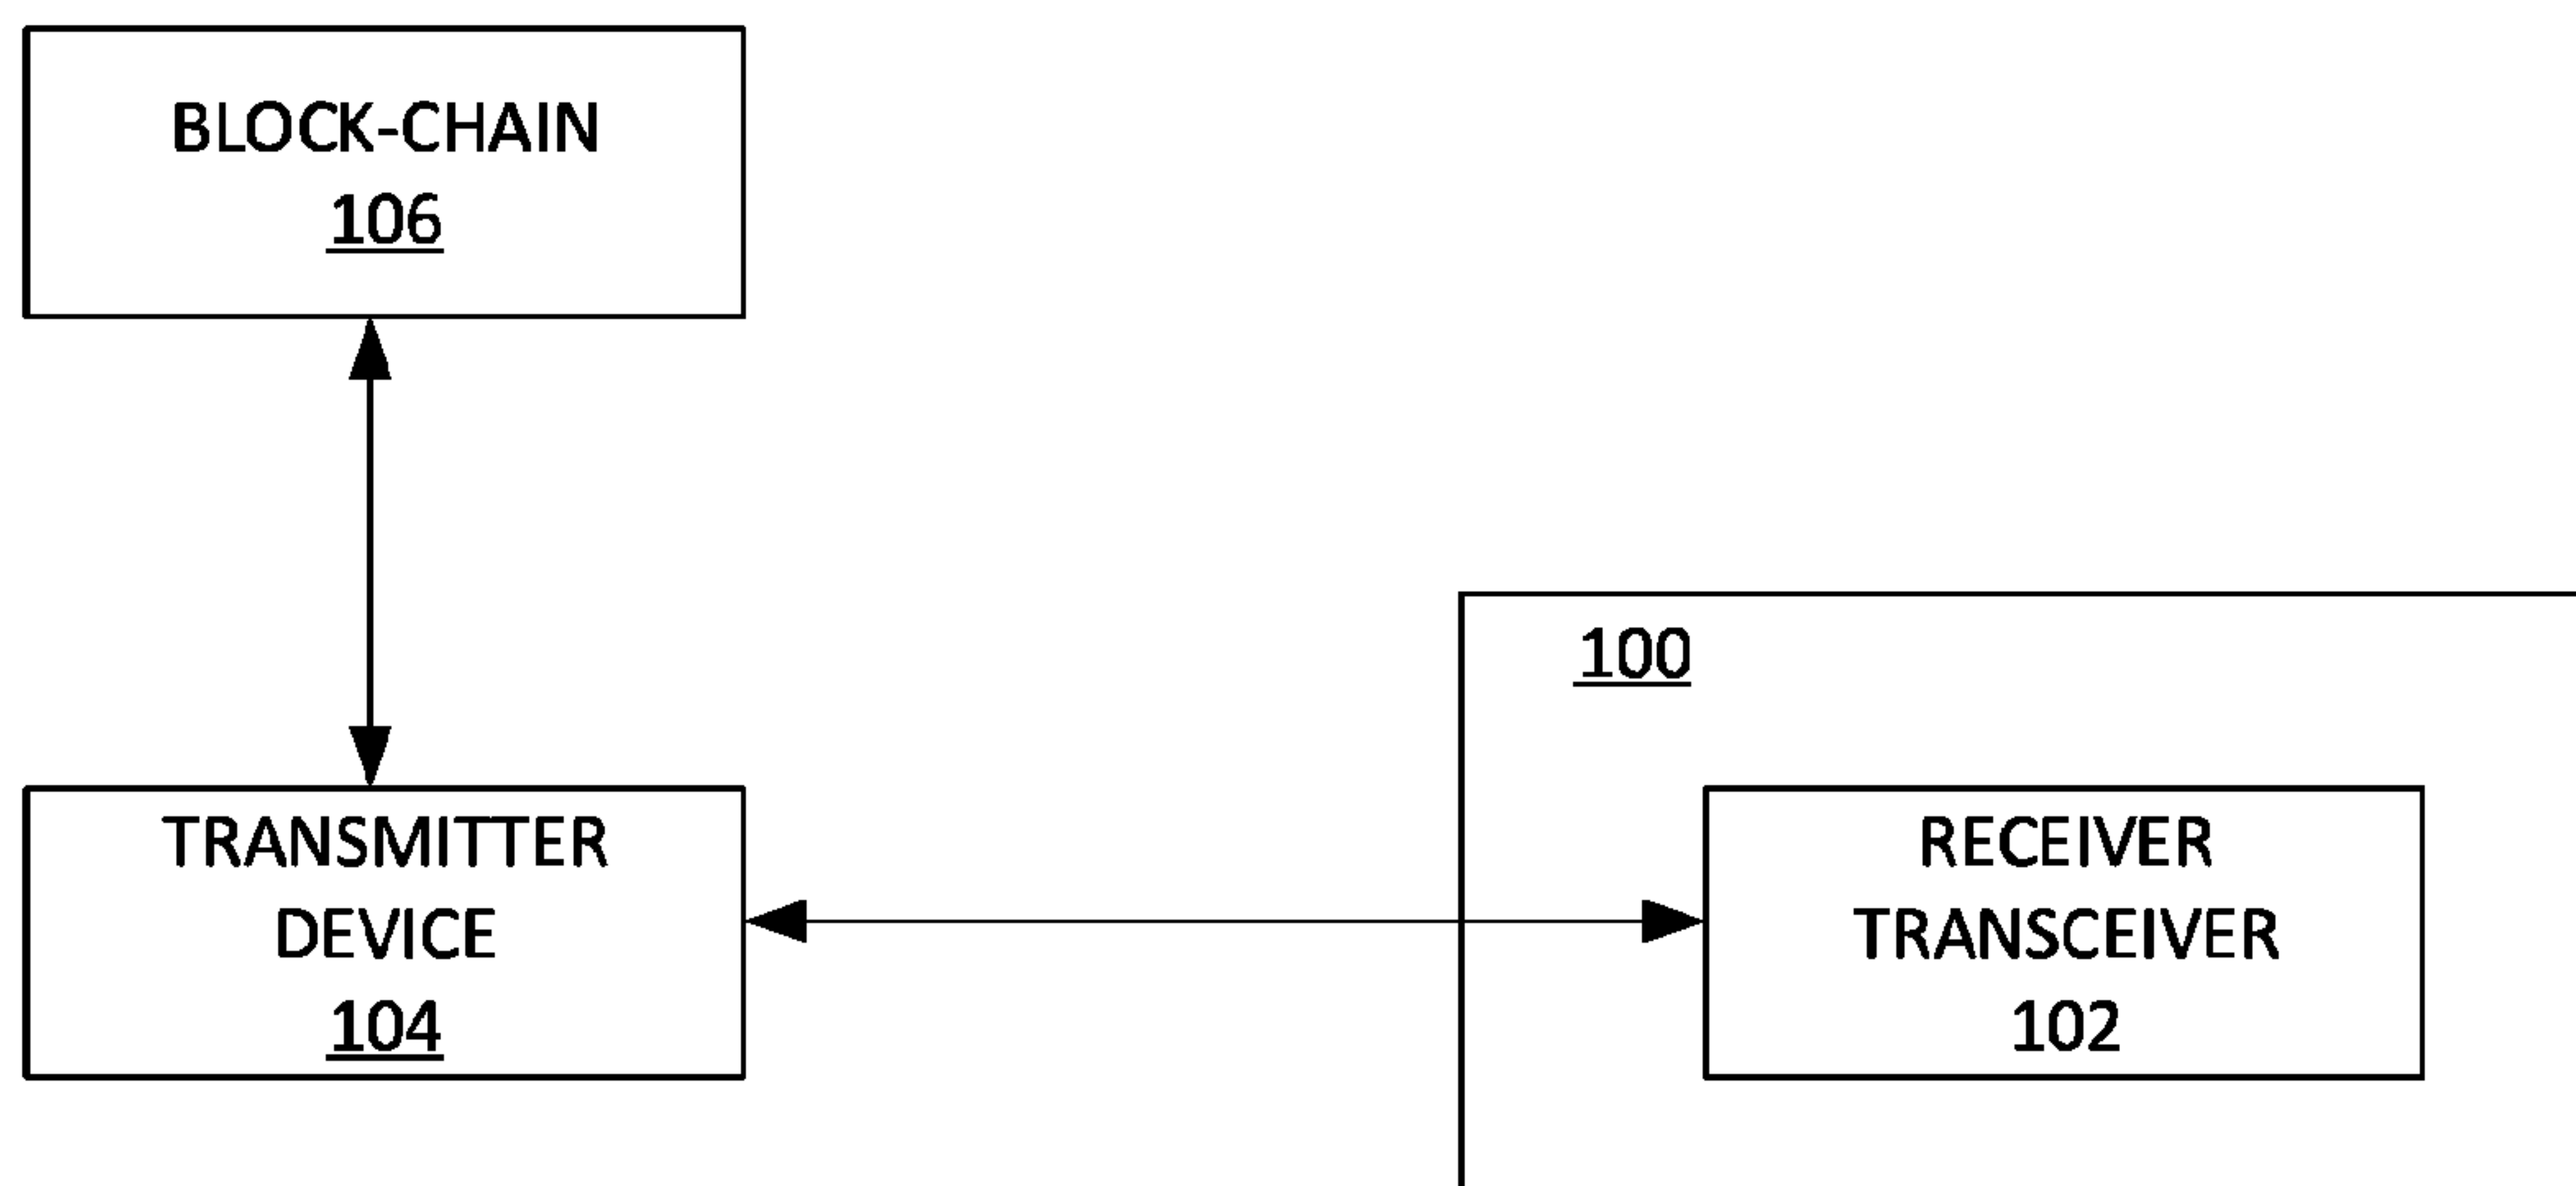 BLOCK-CHAIN
106
100
TRANSMITTER
DEVICE
104
RECEIVER
TRANSCEIVER
102